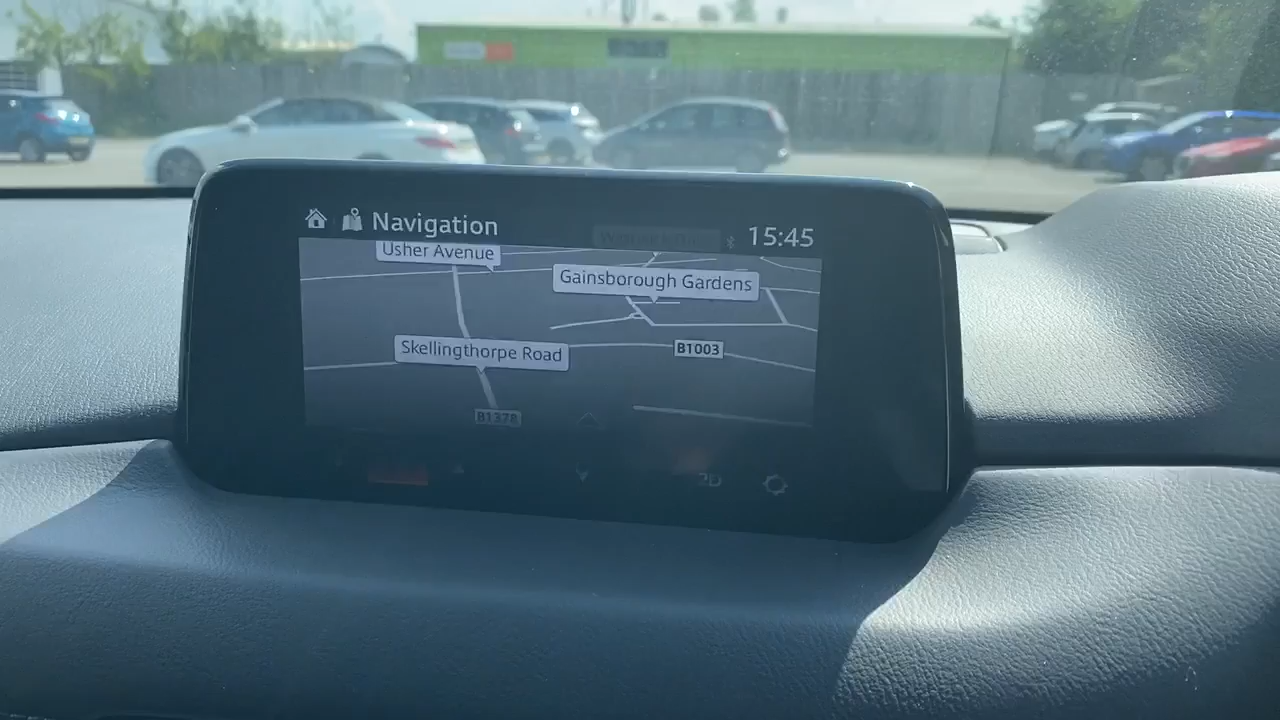 Navigation
15:45
Usher Avenue
Gainsborough Gardens
Skellingthorpe Road
B1003
B1378
2D